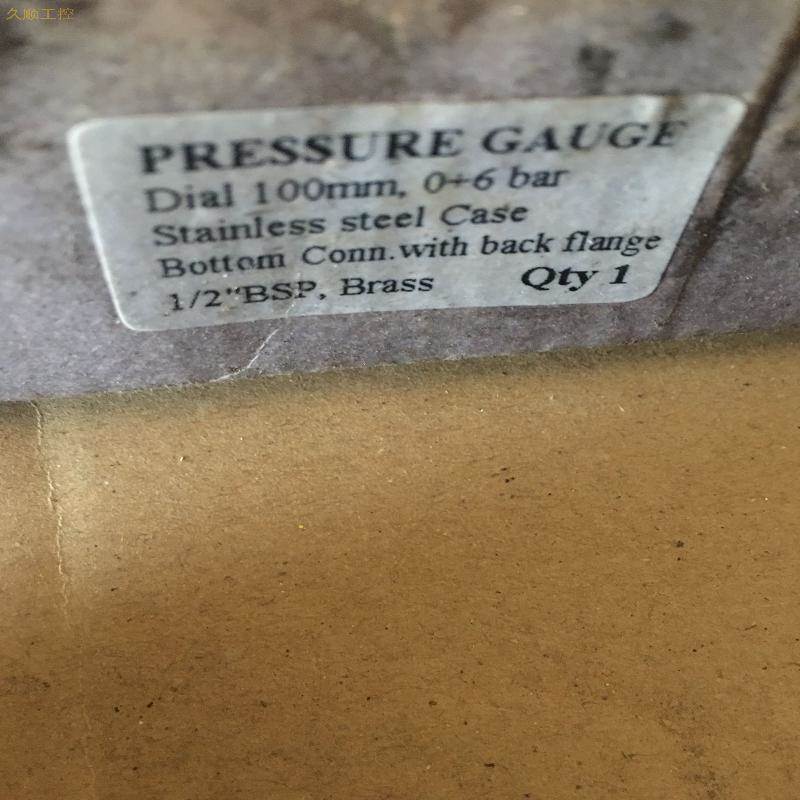 久顺工控
PRESSURE GAUGE
Dial 100mm, 0÷6 bar
Stainless steel Case
Bottom Conn.with back flange
1/2"BSP, Brass Qty 1